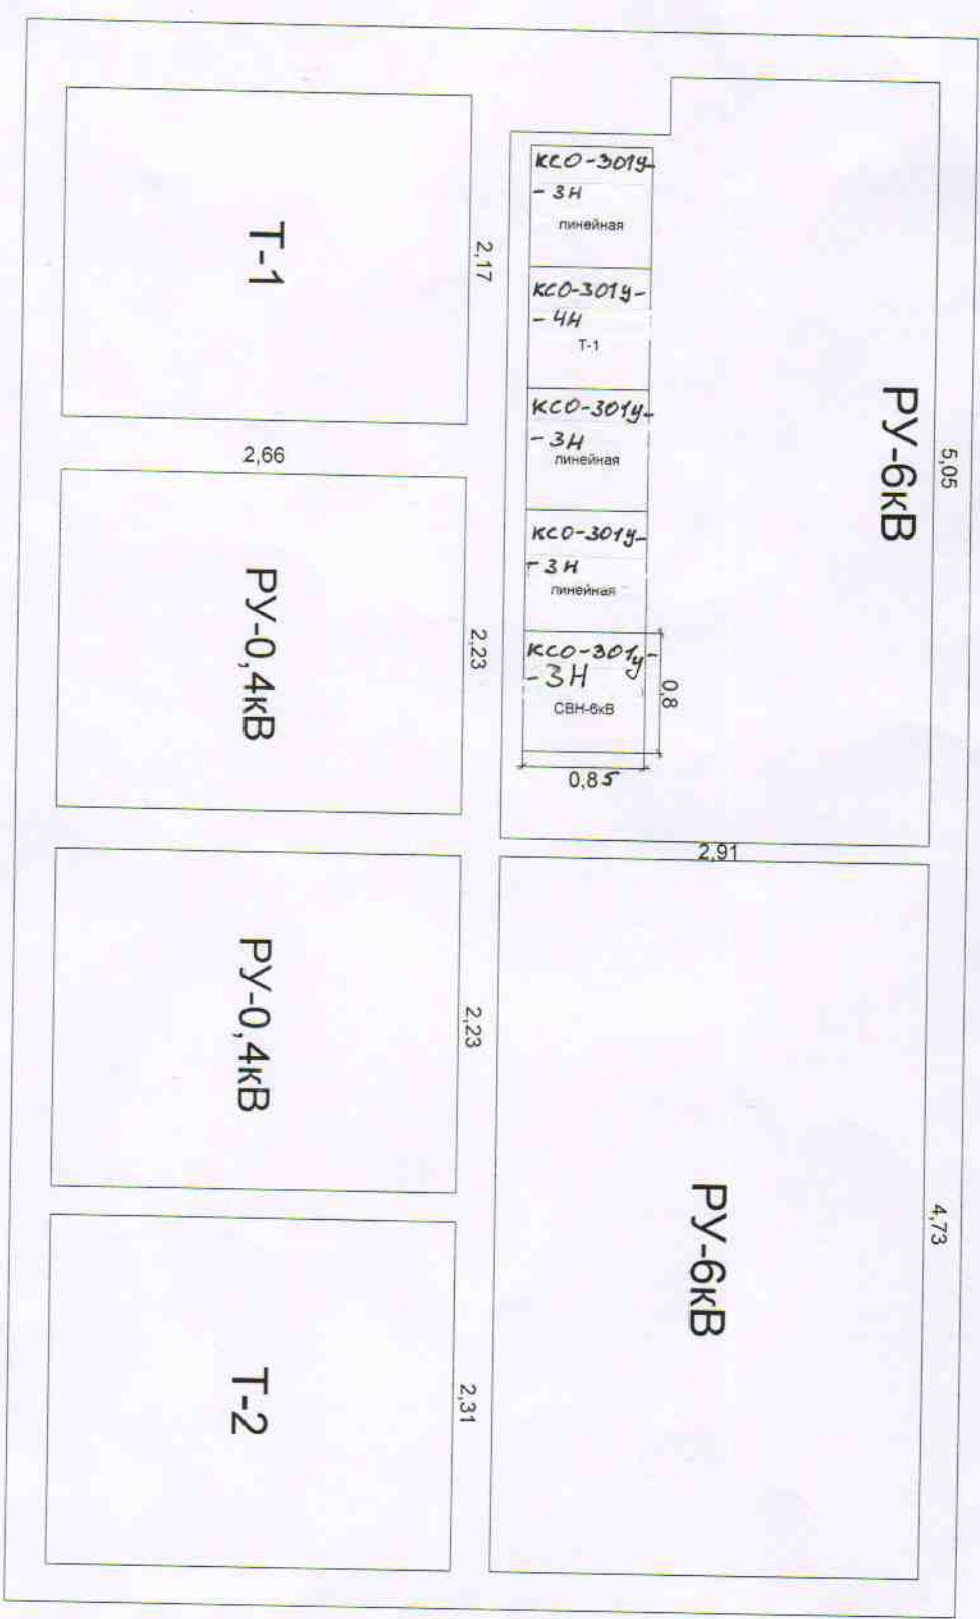 КСО-301У-
- 3Н
линейная
КСО-301У-
- 4Н
Т-1
КСО-301У-
- 3Н
линейная
КСО-301У-
- 3Н
линейная
КСО-301У-
- 3Н
СВН-6кВ
0,8
0,85
РУ-6кВ
5,05
2,91
РУ-6кВ
4,73
Т-1
2,17
2,66
РУ-0,4кВ
2,23
РУ-0,4кВ
2,23
Т-2
2,31